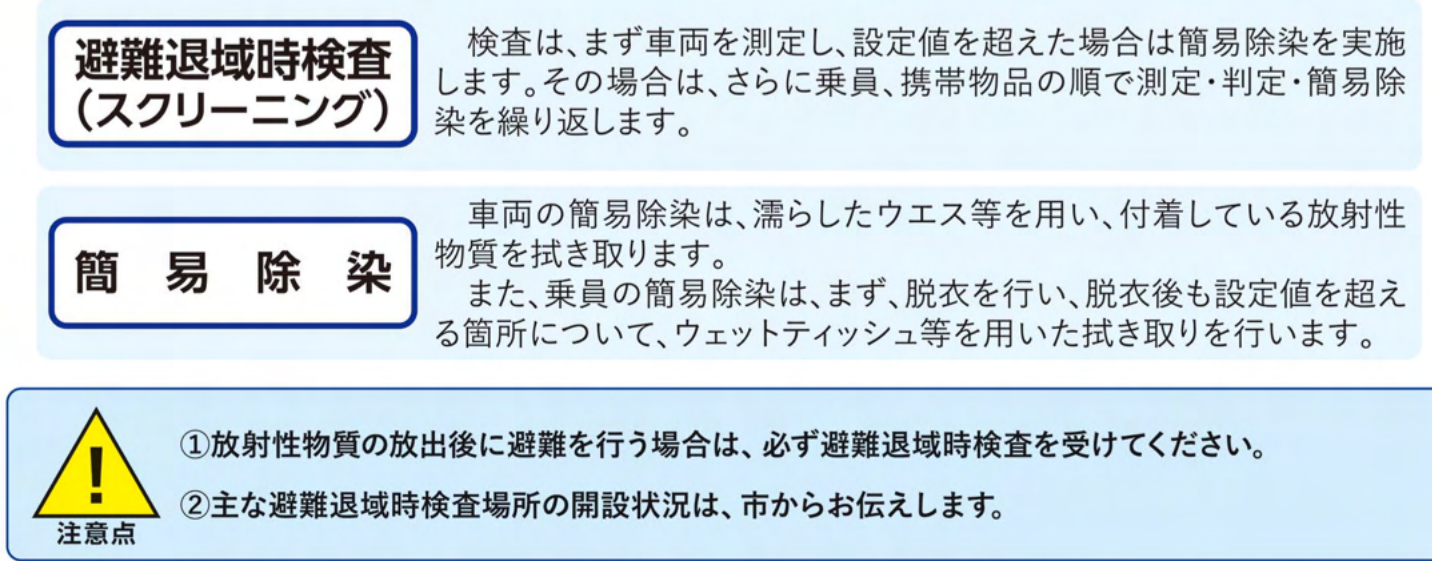 避難退域時検査
（スクリーニング）
　検査は、まず車両を測定し、設定値を超えた場合は簡易除染を実施
します。その場合は、さらに乗員、携帯物品の順で測定・判定・簡易除
染を繰り返します。
簡易除染
　車両の簡易除染は、濡らしたウエス等を用い、付着している放射性
物質を拭き取ります。
　また、乗員の簡易除染は、まず、脱衣を行い、脱衣後も設定値を超え
る箇所について、ウェットティッシュ等を用いた拭き取りを行います。
!
注意点
①放射性物質の放出後に避難を行う場合は、必ず避難退域時検査を受けてください。
②主な避難退域時検査場所の開設状況は、市からお伝えします。